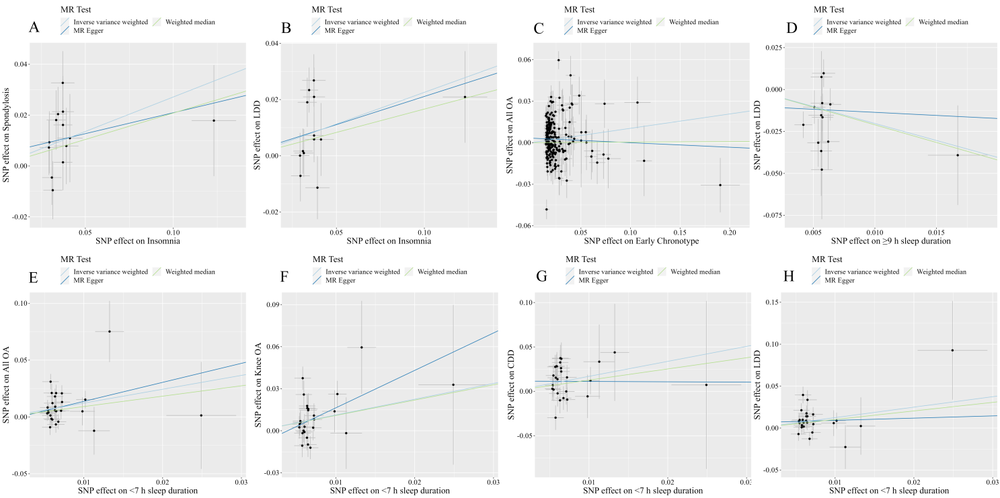 A
MR Test
Inverse variance weighted
Weighted median
MR Egger
SNP effect on Spondylosis
0.04
0.02
0.00
-0.02
0.05
0.10
SNP effect on Insomnia
B
MR Test
Inverse variance weighted
Weighted median
MR Egger
SNP effect on LDD
0.04
0.02
0.00
-0.02
0.05
0.10
SNP effect on Insomnia
C
MR Test
Inverse variance weighted
Weighted median
MR Egger
SNP effect on All OA
0.06
0.03
0.00
-0.03
-0.06
0.05
0.10
0.15
0.20
SNP effect on Early Chronotype
D
MR Test
Inverse variance weighted
Weighted median
MR Egger
SNP effect on LDD
0.025
0.000
-0.025
-0.050
-0.075
0.005
0.010
0.015
SNP effect on ≥9 h sleep duration
E
MR Test
Inverse variance weighted
Weighted median
MR Egger
SNP effect on All OA
0.10
0.05
0.00
-0.05
0.01
0.02
0.03
SNP effect on <7 h sleep duration
F
MR Test
Inverse variance weighted
Weighted median
MR Egger
SNP effect on Knee OA
0.09
0.06
0.03
0.00
-0.03
0.01
0.02
0.03
SNP effect on <7 h sleep duration
G
MR Test
Inverse variance weighted
Weighted median
MR Egger
SNP effect on CDD
0.10
0.05
0.00
-0.05
0.01
0.02
0.03
SNP effect on <7 h sleep duration
H
MR Test
Inverse variance weighted
Weighted median
MR Egger
SNP effect on LDD
0.15
0.10
0.05
0.00
-0.05
0.01
0.02
0.03
SNP effect on <7 h sleep duration